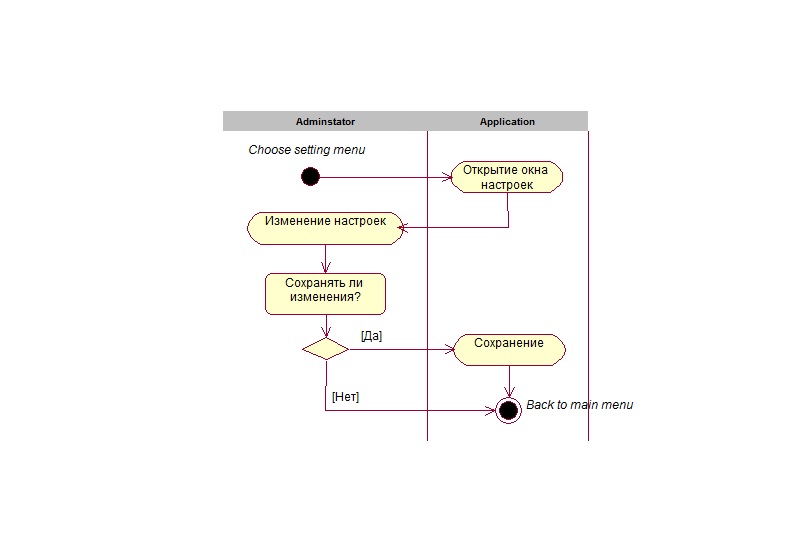 Adminstator
Application
Choose setting menu
Открытие окна
настроек
Изменение настроек
Сохранять ли
изменения?
[Да]
Сохранение
[Нет]
Back to main menu